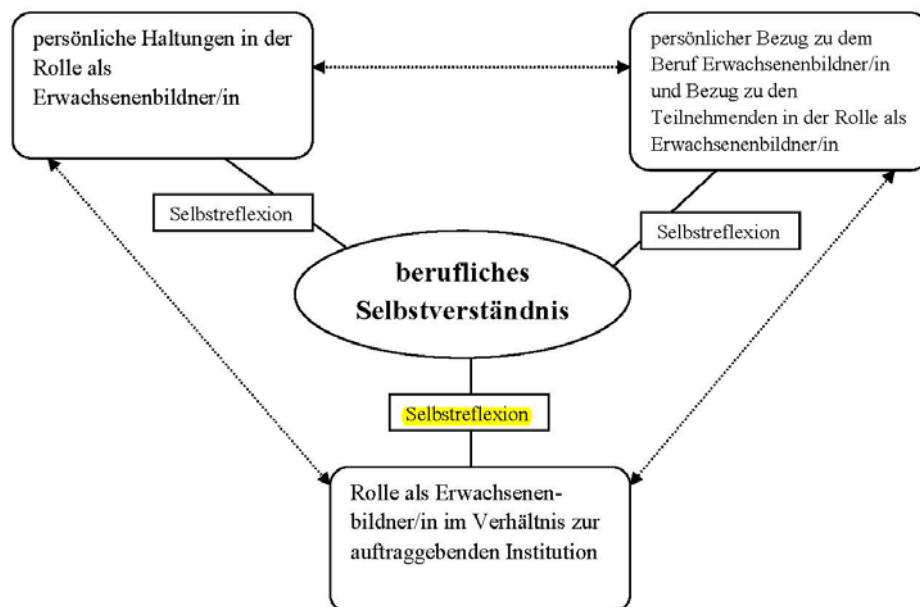 persönliche Haltungen in der
Rolle als
Erwachsenenbildner/in
persönlicher Bezug zu dem
Beruf Erwachsenenbildner/in
und Bezug zu den
Teilnehmenden in der Rolle als
Erwachsenenbildner/in
Selbstreflexion
Selbstreflexion
berufliches
Selbstverständnis
Selbstreflexion
Rolle als Erwachsenen-
bildner/in im Verhältnis zur
auftraggebenden Institution